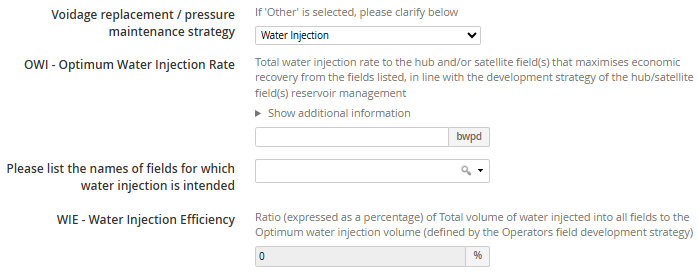 Voidage replacement / pressure maintenance strategy
If 'Other' is selected, please clarify below
Water Injection
OWI - Optimum Water Injection Rate
Total water injection rate to the hub and/or satellite field(s) that maximises economic
recovery from the fields listed, in line with the development strategy of the hub/satellite
field(s) reservoir management
Show additional information
bwpd
Please list the names of fields for which
water injection is intended
WIE - Water Injection Efficiency
Ratio (expressed as a percentage) of Total volume of water injected into all fields to the
Optimum water injection volume (defined by the Operators field development strategy)
0 %